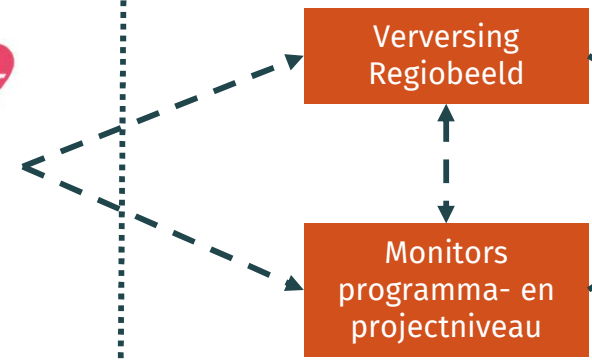 Verversing
Regiobeeld
Monitors
programma- en
projectniveau